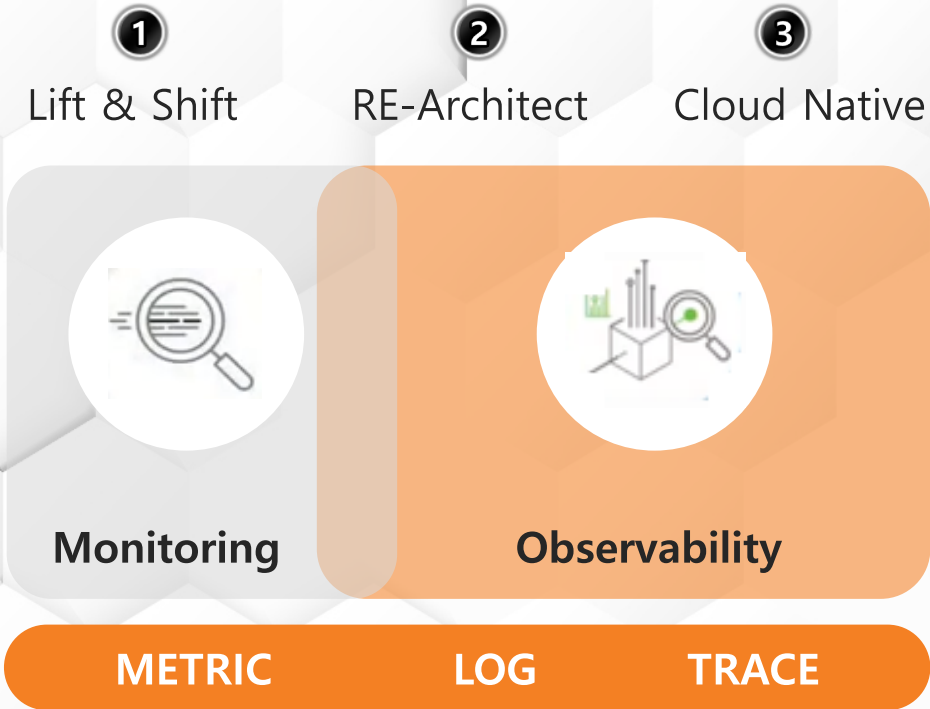 1 2 3
Lift & Shift RE-Architect Cloud Native
Monitoring Observability
METRIC LOG TRACE